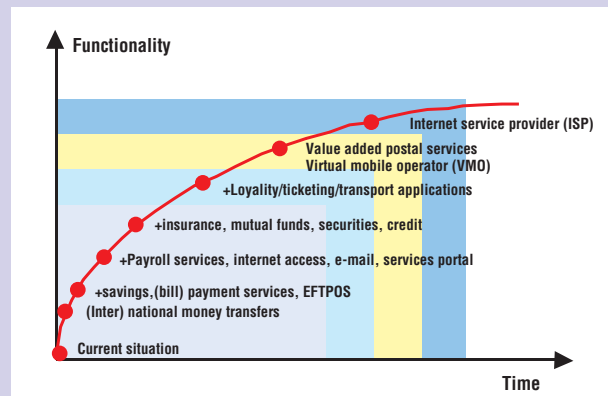 Functionality
Internet service provider (ISP)
Value added postal services
Virtual mobile operator (VMO)
+Loyality/ticketing/transport applications
+insurance, mutual funds, securities, credit
+Payroll services, internet access, e-mail, services portal
+savings,(bill) payment services, EFTPOS
(Inter) national money transfers
Current situation
Time